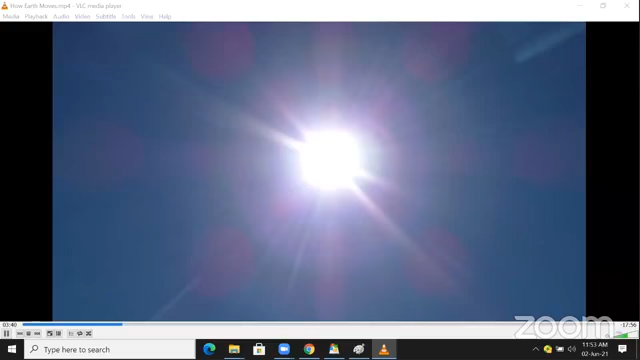 How Earth Moves.mp4 - VLC media player
Media Playback Audio Video Subtitle Tools View Help
03:40
-17:56
zoom
Type here to search
11:53 AM
02-Jun-21